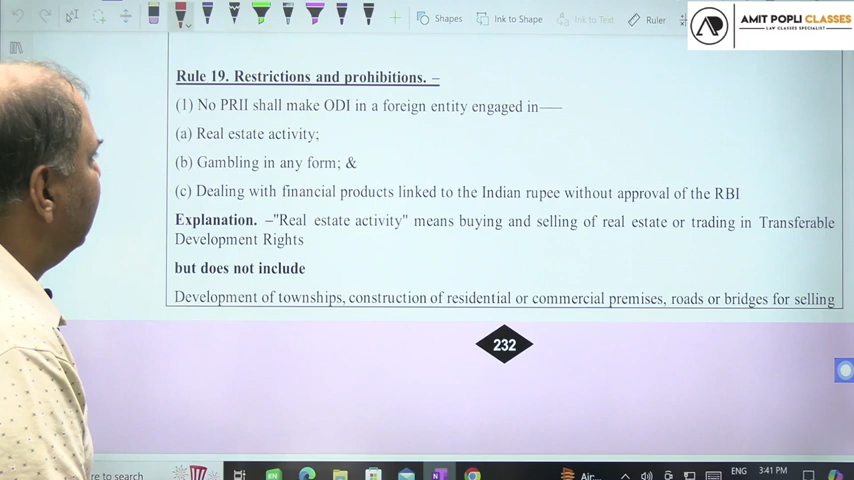 Shapes
Ink to Shape
Ink to Text
Ruler
AMIT POPLI CLASSES
LAW CLASSES SPECIALIST
Rule 19. Restrictions and prohibitions. –
(1) No PRII shall make ODI in a foreign entity engaged in—–
(a) Real estate activity;
(b) Gambling in any form; &
(c) Dealing with financial products linked to the Indian rupee without approval of the RBI
Explanation. –"Real estate activity" means buying and selling of real estate or trading in Transferable
Development Rights
but does not include
Development of townships, construction of residential or commercial premises, roads or bridges for selling
232
re to search
Air...
ENG
3:41 PM